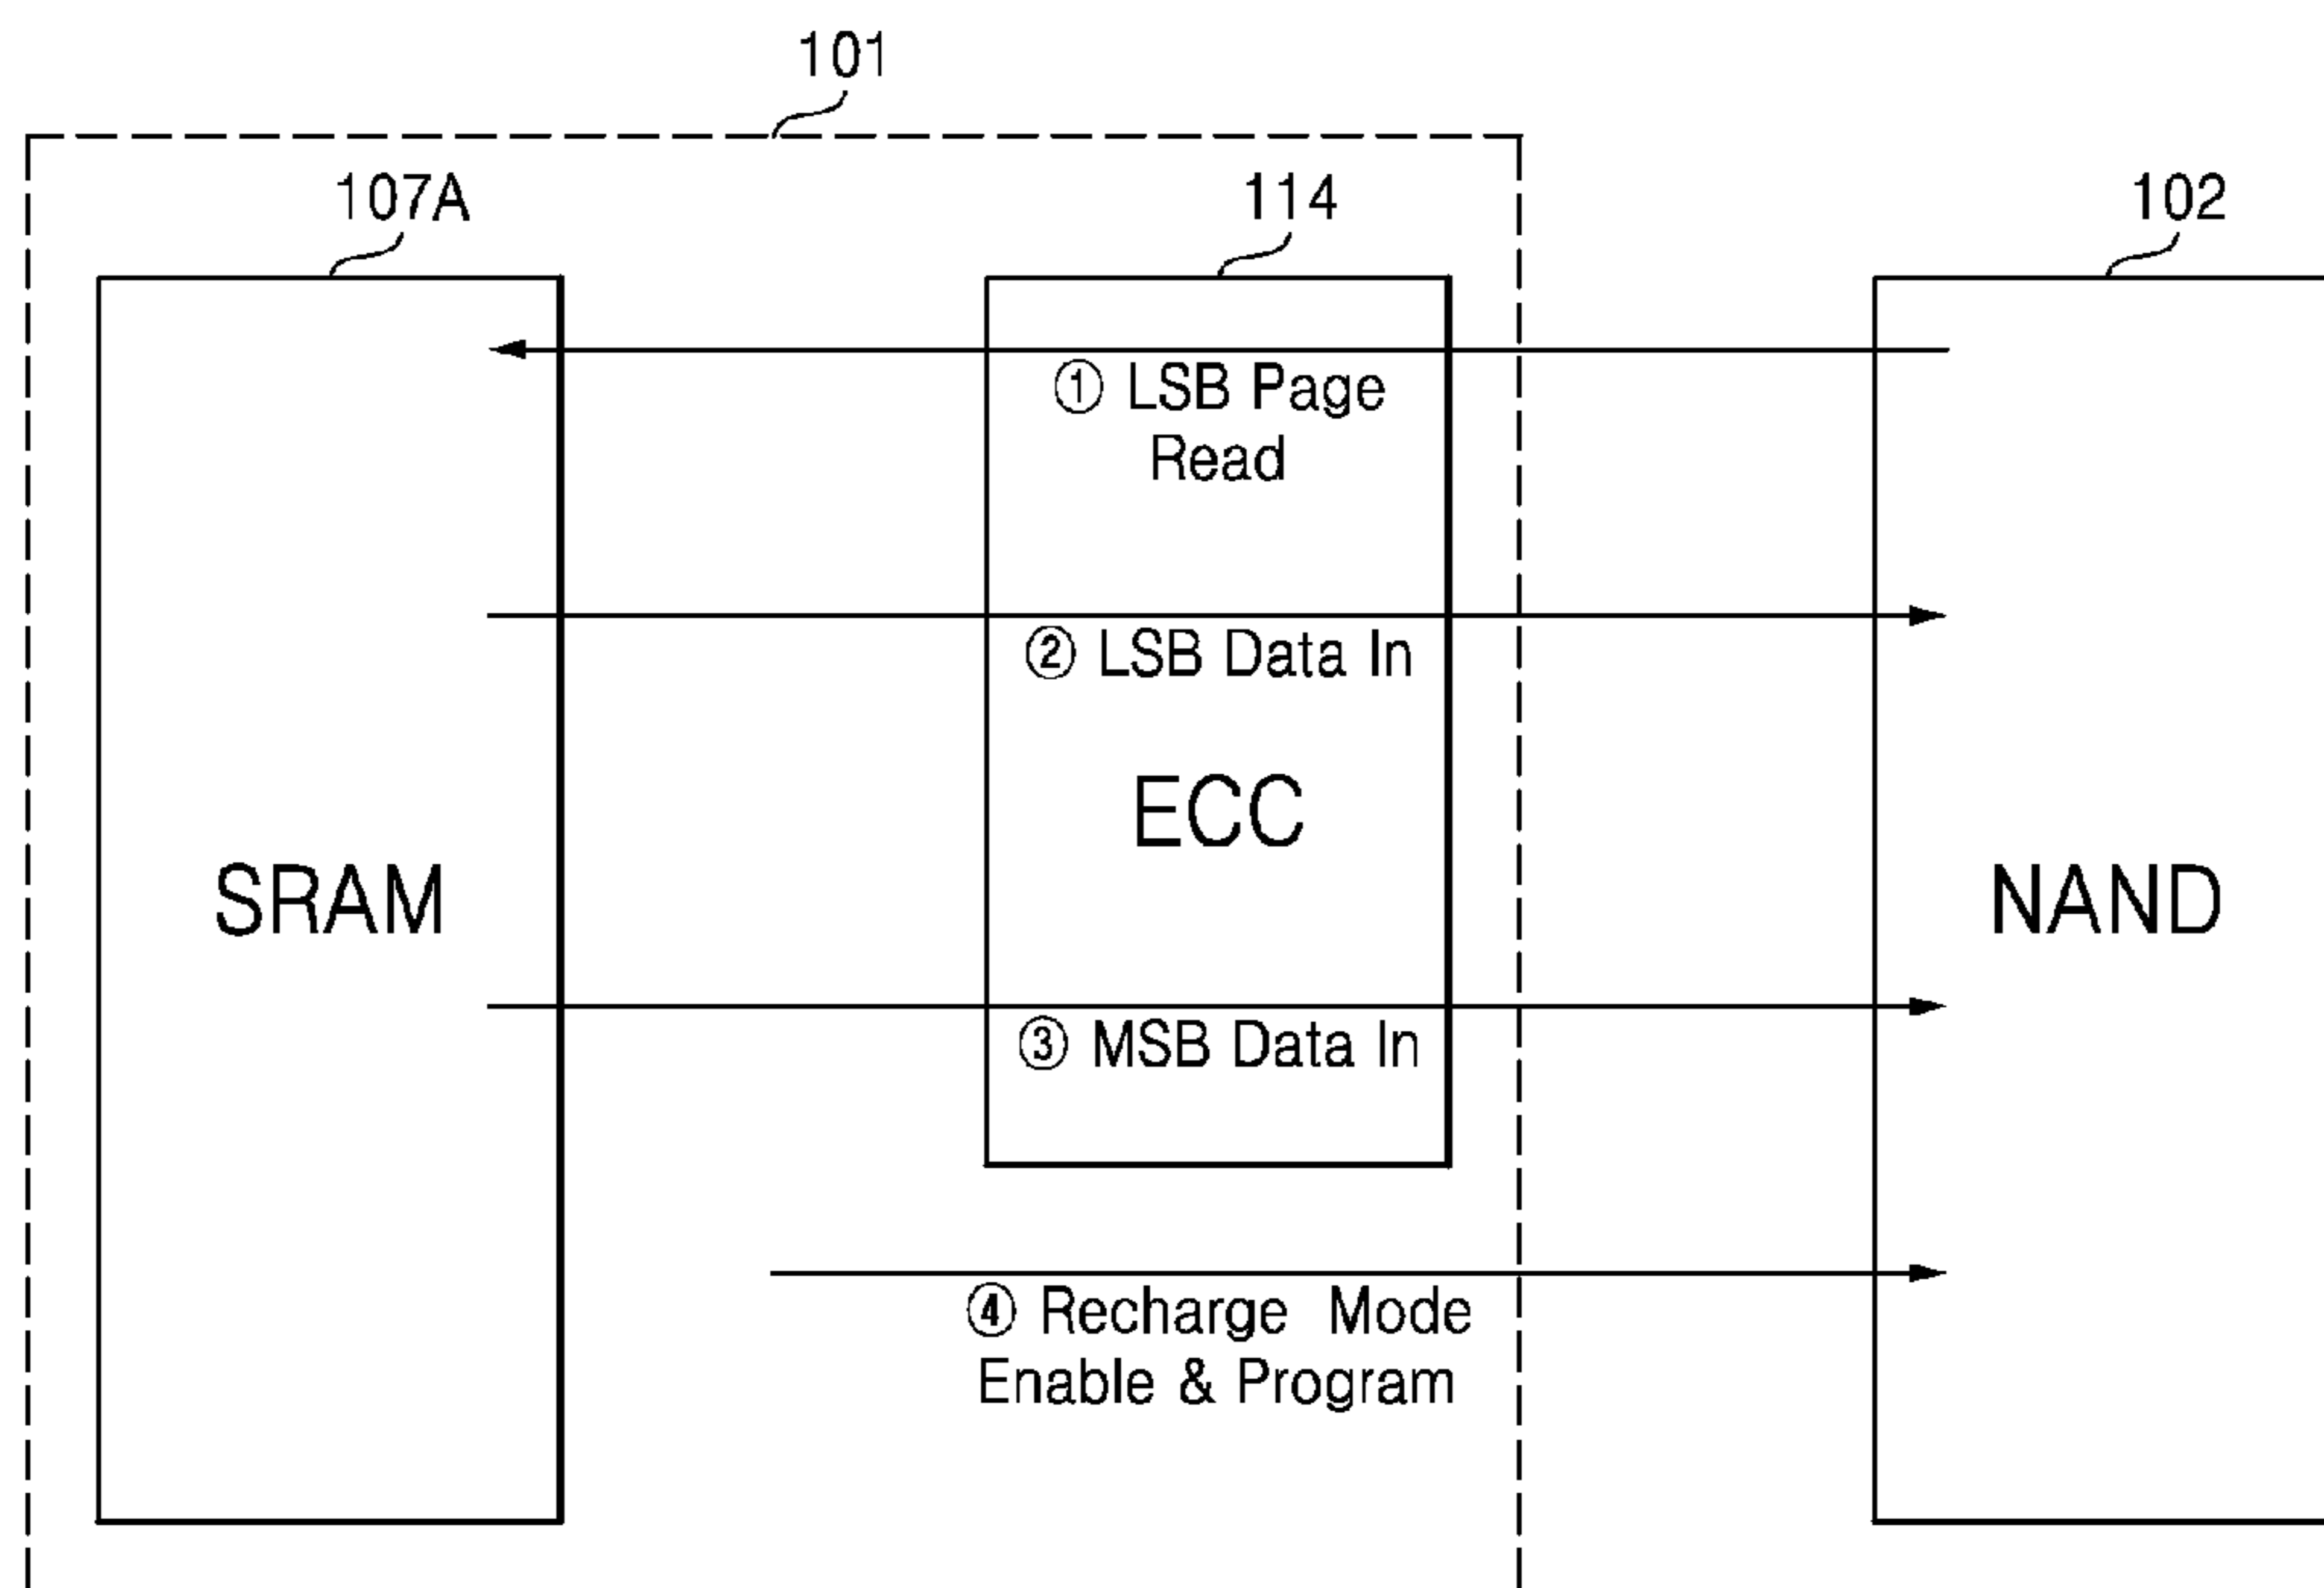 101
107A
114
102
① LSB Page
Read
② LSB Data In
ECC
SRAM
NAND
③ MSB Data In
④ Recharge Mode
Enable & Program